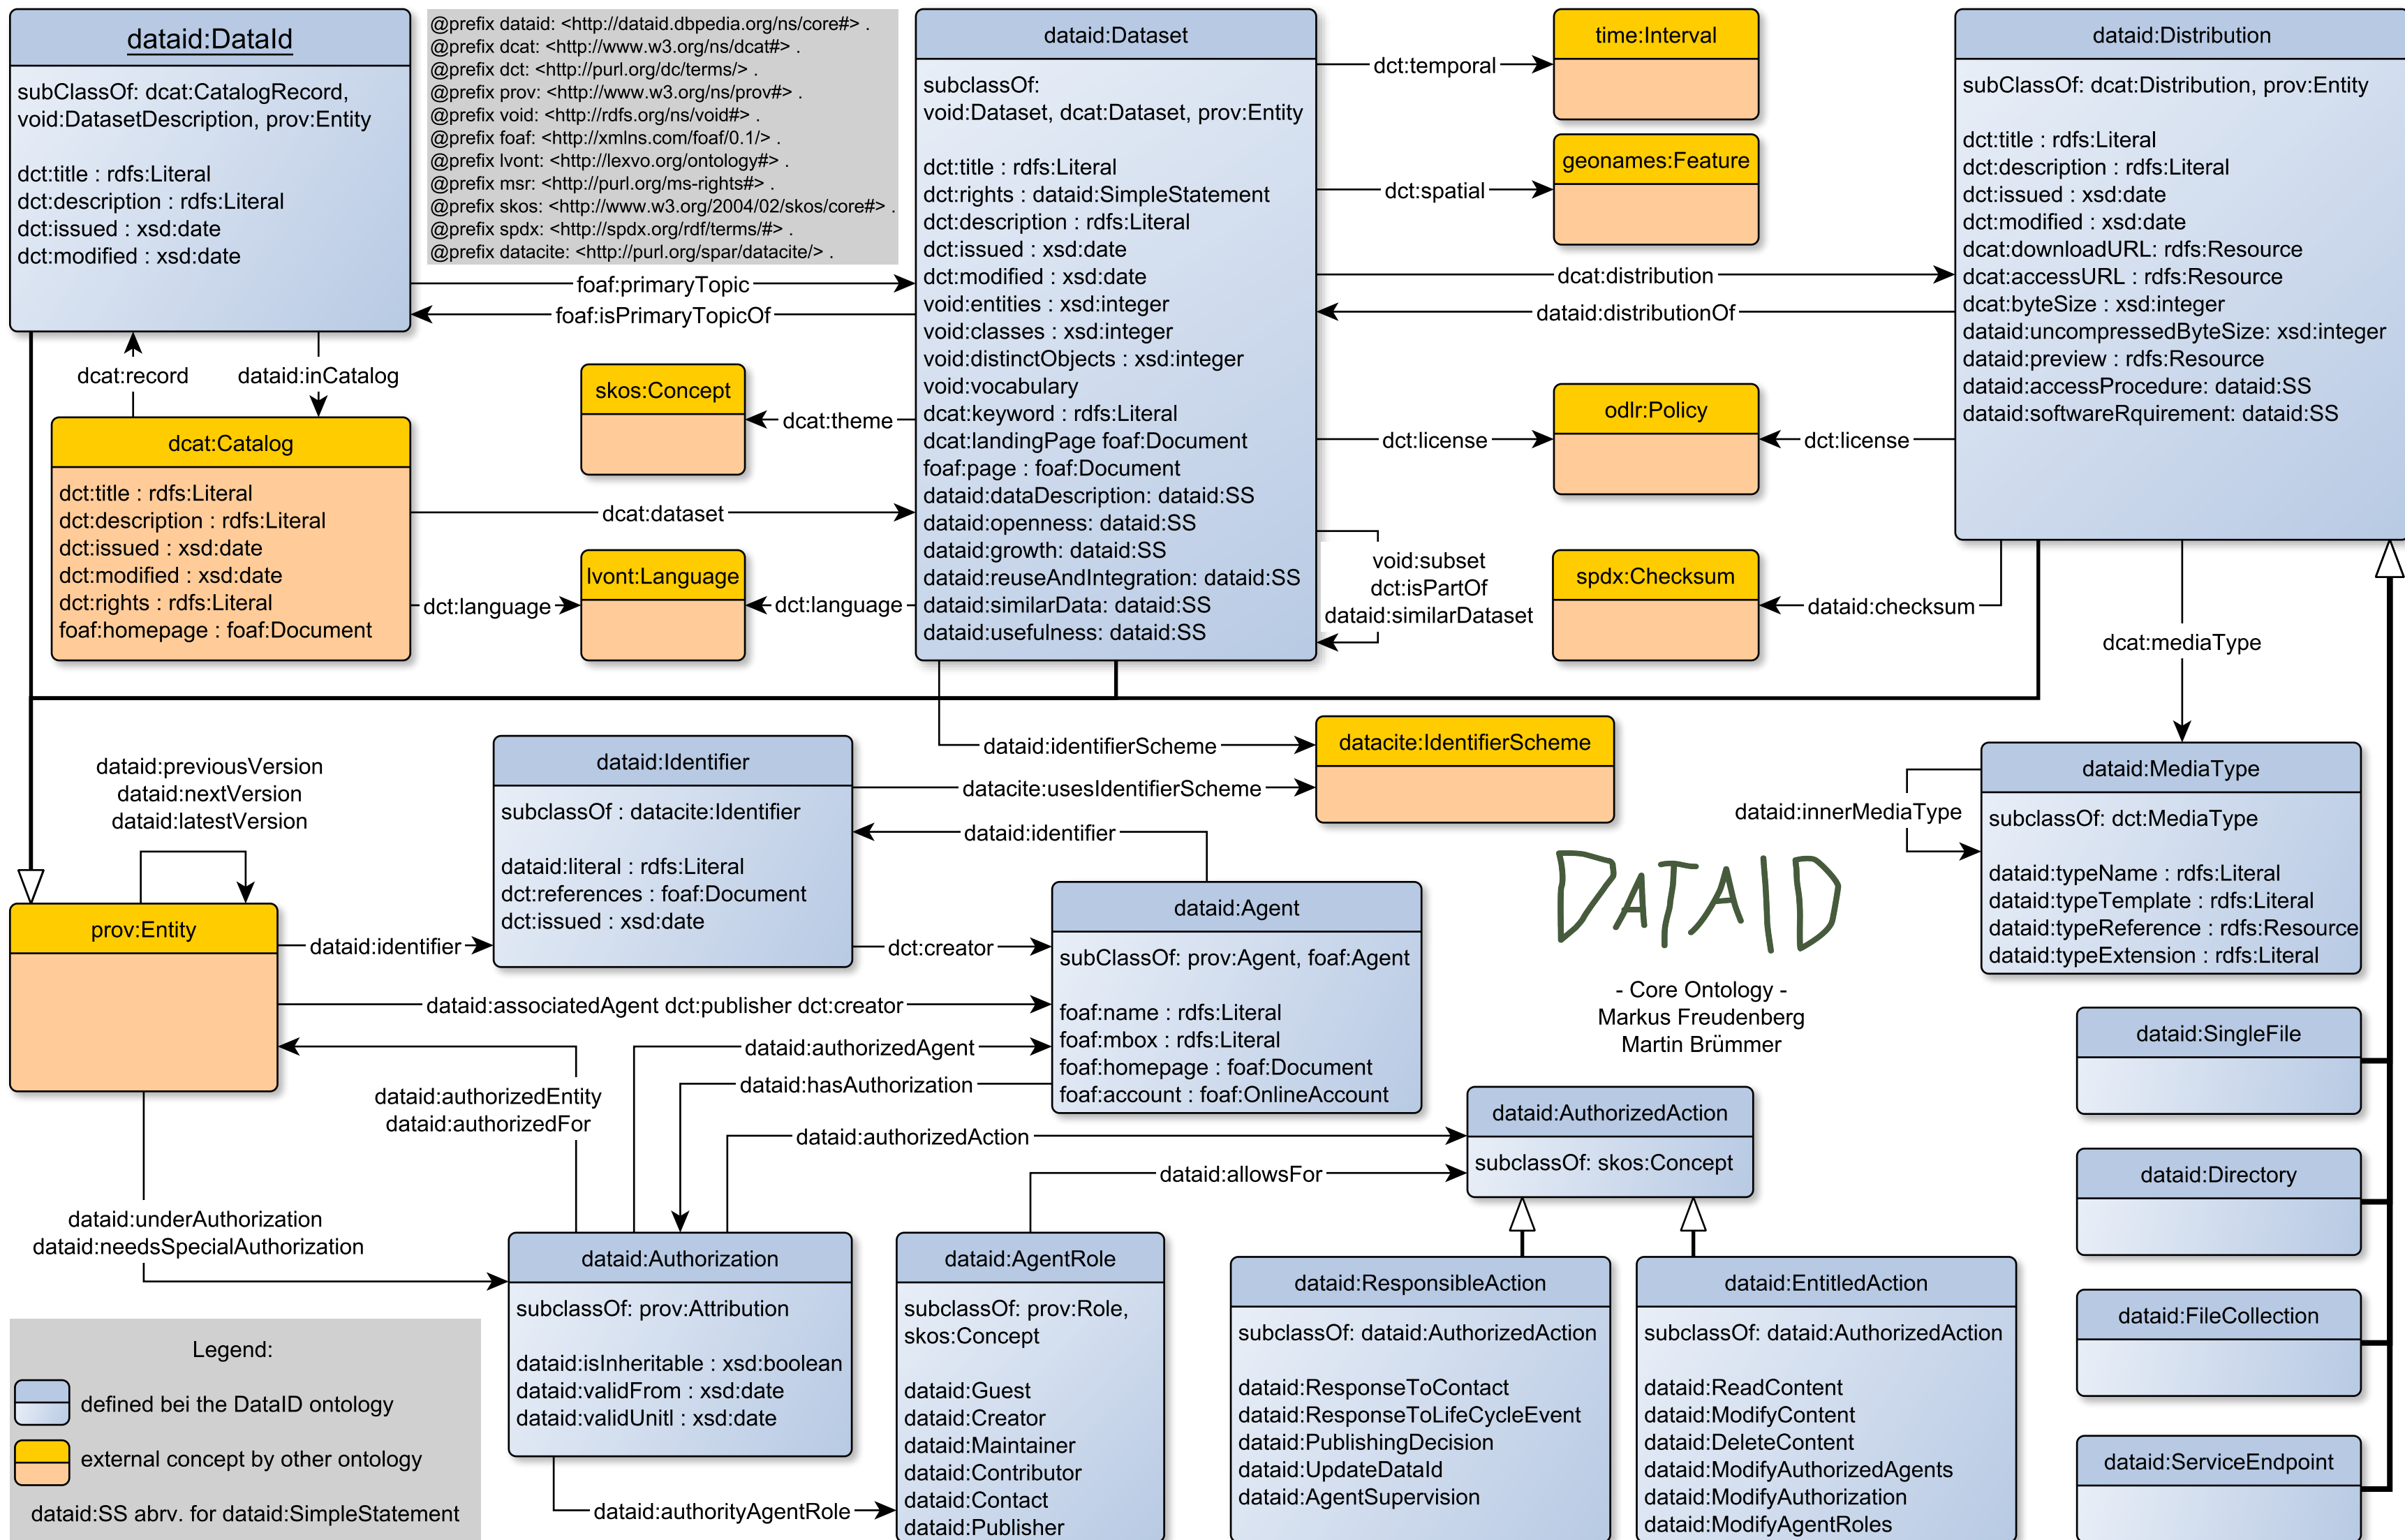 dataid:DataId
subClassOf: dcat:CatalogRecord,
void:DatasetDescription, prov:Entity
dct:title : rdfs:Literal
dct:description : rdfs:Literal
dct:issued : xsd:date
dct:modified : xsd:date
@prefix dataid: <http://dataid.dbpedia.org/ns/core#> .
@prefix dcat: <http://www.w3.org/ns/dcat#> .
@prefix dct: <http://purl.org/dc/terms/> .
@prefix prov: <http://www.w3.org/ns/prov#> .
@prefix void: <http://rdfs.org/ns/void#> .
@prefix foaf: <http://xmlns.com/foaf/0.1/> .
@prefix lvont: <http://lexvo.org/ontology#> .
@prefix msr: <http://purl.org/ms-rights#> .
@prefix skos: <http://www.w3.org/2004/02/skos/core#> .
@prefix spdx: <http://spdx.org/rdf/terms/#> .
@prefix datacite: <http://purl.org/spar/datacite/> .
foaf:primaryTopic
foaf:isPrimaryTopicOf
dataid:Dataset
subclassOf:
void:Dataset, dcat:Dataset, prov:Entity
dct:title : rdfs:Literal
dct:rights : dataid:SimpleStatement
dct:description : rdfs:Literal
dct:issued : xsd:date
dct:modified : xsd:date
void:entities : xsd:integer
void:classes : xsd:integer
void:distinctObjects : xsd:integer
void:vocabulary
dcat:keyword : rdfs:Literal
dcat:landingPage foaf:Document
foaf:page : foaf:Document
dataid:dataDescription: dataid:SS
dataid:openness: dataid:SS
dataid:growth: dataid:SS
dataid:reuseAndIntegration: dataid:SS
dataid:similarData: dataid:SS
dataid:usefulness: dataid:SS
dct:temporal
time:Interval
dct:spatial
geonames:Feature
dcat:distribution
dataid:distributionOf
dataid:Distribution
subClassOf: dcat:Distribution, prov:Entity
dct:title : rdfs:Literal
dct:description : rdfs:Literal
dct:issued : xsd:date
dct:modified : xsd:date
dcat:downloadURL: rdfs:Resource
dcat:accessURL : rdfs:Resource
dcat:byteSize : xsd:integer
dataid:uncompressedByteSize: xsd:integer
dataid:preview : rdfs:Resource
dataid:accessProcedure: dataid:SS
dataid:softwareRquirement: dataid:SS
dcat:record
dataid:inCatalog
dcat:Catalog
dct:title : rdfs:Literal
dct:description : rdfs:Literal
dct:issued : xsd:date
dct:modified : xsd:date
dct:rights : rdfs:Literal
foaf:homepage : foaf:Document
skos:Concept
dcat:theme
dcat:dataset
lvont:Language
dct:language
dct:language
dct:license
odlr:Policy
dct:license
void:subset
dct:isPartOf
dataid:similarDataset
spdx:Checksum
dataid:checksum
dcat:mediaType
dataid:identifierScheme
datacite:IdentifierScheme
datacite:usesIdentifierScheme
dataid:identifier
dataid:previousVersion
dataid:nextVersion
dataid:latestVersion
prov:Entity
dataid:identifier
dataid:Identifier
subclassOf : datacite:Identifier
dataid:literal : rdfs:Literal
dct:references : foaf:Document
dct:issued : xsd:date
dct:creator
dataid:Agent
subClassOf: prov:Agent, foaf:Agent
foaf:name : rdfs:Literal
foaf:mbox : rdfs:Literal
foaf:homepage : foaf:Document
foaf:account : foaf:OnlineAccount
dataid:associatedAgent dct:publisher dct:creator
dataid:authorizedAgent
dataid:hasAuthorization
dataid:authorizedEntity
dataid:authorizedFor
dataid:authorizedAction
dataid:allowsFor
dataid:underAuthorization
dataid:needsSpecialAuthorization
DATAID
- Core Ontology -
Markus Freudenberg
Martin Brümmer
dataid:innerMediaType
dataid:MediaType
subclassOf: dct:MediaType
dataid:typeName : rdfs:Literal
dataid:typeTemplate : rdfs:Literal
dataid:typeReference : rdfs:Resource
dataid:typeExtension : rdfs:Literal
dataid:SingleFile
dataid:Directory
dataid:FileCollection
dataid:ServiceEndpoint
dataid:AuthorizedAction
subclassOf: skos:Concept
dataid:Authorization
subclassOf: prov:Attribution
dataid:isInheritable : xsd:boolean
dataid:validFrom : xsd:date
dataid:validUnitl : xsd:date
dataid:authorityAgentRole
dataid:AgentRole
subclassOf: prov:Role,
skos:Concept
dataid:Guest
dataid:Creator
dataid:Maintainer
dataid:Contributor
dataid:Contact
dataid:Publisher
dataid:ResponsibleAction
subclassOf: dataid:AuthorizedAction
dataid:ResponseToContact
dataid:ResponseToLifeCycleEvent
dataid:PublishingDecision
dataid:UpdateDataId
dataid:AgentSupervision
dataid:EntitledAction
subclassOf: dataid:AuthorizedAction
dataid:ReadContent
dataid:ModifyContent
dataid:DeleteContent
dataid:ModifyAuthorizedAgents
dataid:ModifyAuthorization
dataid:ModifyAgentRoles
Legend:
defined bei the DataID ontology
external concept by other ontology
dataid:SS abrv. for dataid:SimpleStatement